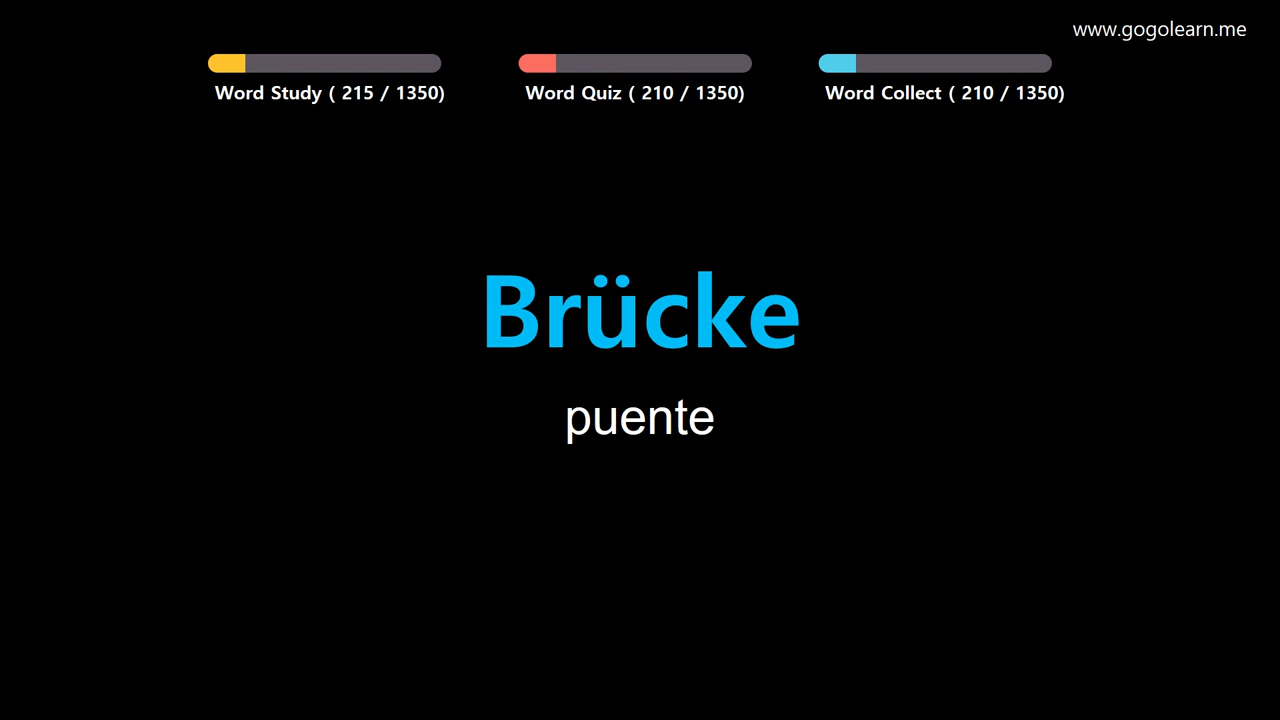 www.gogolearn.me
Word Study ( 215 / 1350)
Word Quiz ( 210 / 1350)
Word Collect ( 210 / 1350)
Brücke
puente